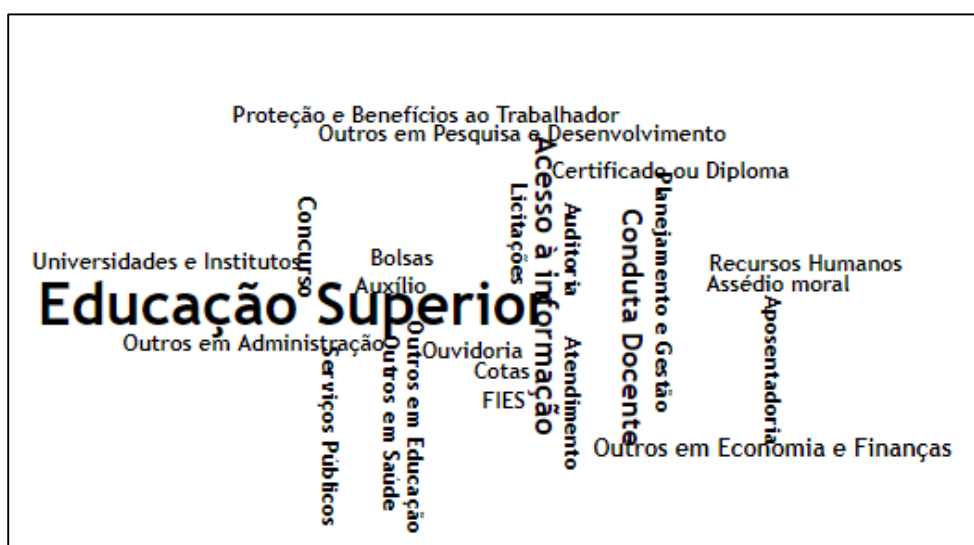 Proteção e Benefícios ao Trabalhador
Outros em Pesquisa e Desenvolvimento
Acesso à informação
Certificado ou Diploma
Planejamento e Gestão
Licitações
Concurso
Auditoria
Conduta Docente
Bolsas
Universidades e Institutos
Recursos Humanos
Auxílio
Assédio moral
Educação Superior
Aposentadoria
Outros em Administração
Ouvidoria
Outros em Educação
Outros em Saúde
Serviços Públicos
Atendimento
Cotas
FIES
Outros em Economia e Finanças